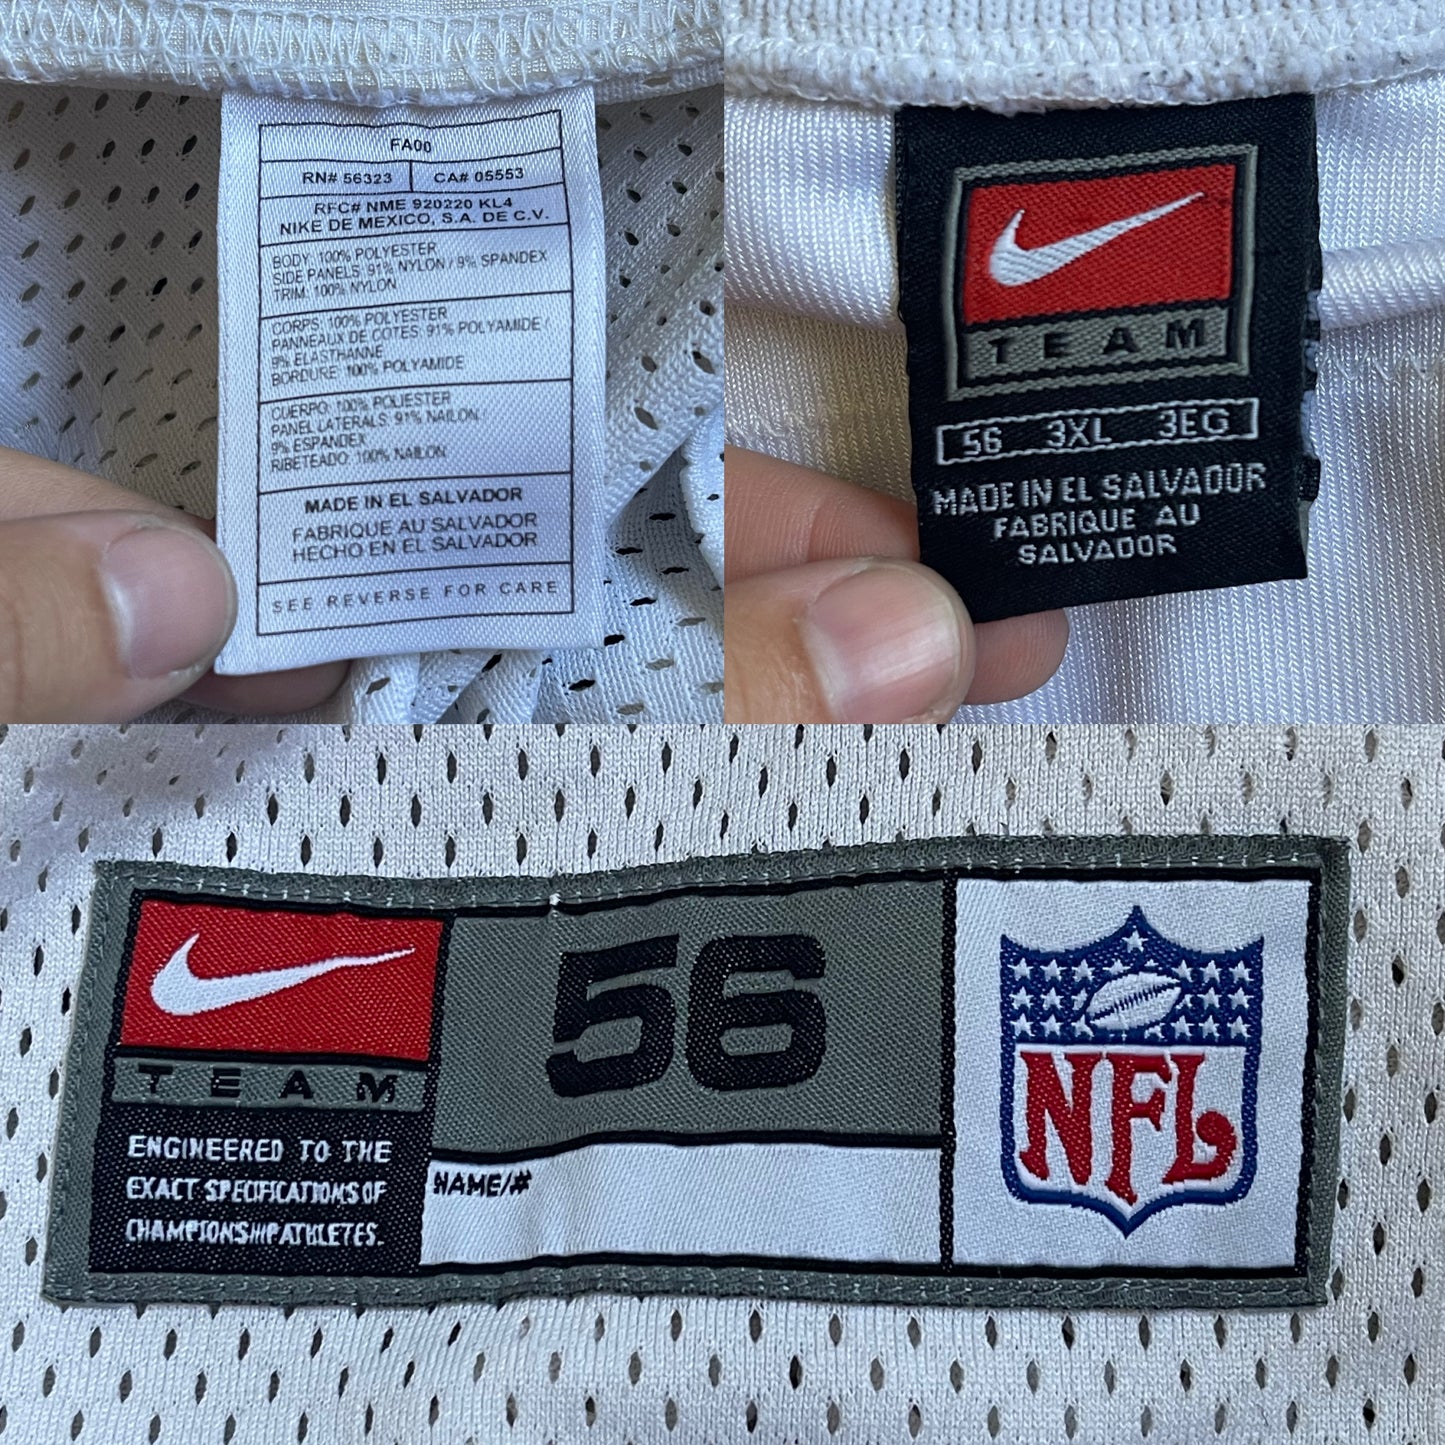 FA00
RN# 56323 CA# 05553
RFC# NME 920220 KL4
NIKE DE MEXICO, S.A. DE C.V.
BODY: 100% POLYESTER
SIDE PANELS: 91% NYLON / 9% SPANDEX
TRIM: 100% NYLON
CORPS: 100% POLYESTER
PANNEAUX DE COTES: 91% POLYAMIDE /
9% ELASTHANNE
BORDURE: 100% POLYAMIDE
CUERPO: 100% POLIESTER
PANEL LATERALS: 91% NAILON
9% ESPANDEX
RIBETEADO: 100% NAILON
MADE IN EL SALVADOR
FABRIQUE AU SALVADOR
HECHO EN EL SALVADOR
SEE REVERSE FOR CARE
TEAM
56 3XL 3EG
MADE IN EL SALVADOR
FABRIQUE AU
SALVADOR
TEAM
ENGINEERED TO THE
EXACT SPECIFICATIONS OF
CHAMPIONSHIP ATHLETES.
56
NAME/#
NFL